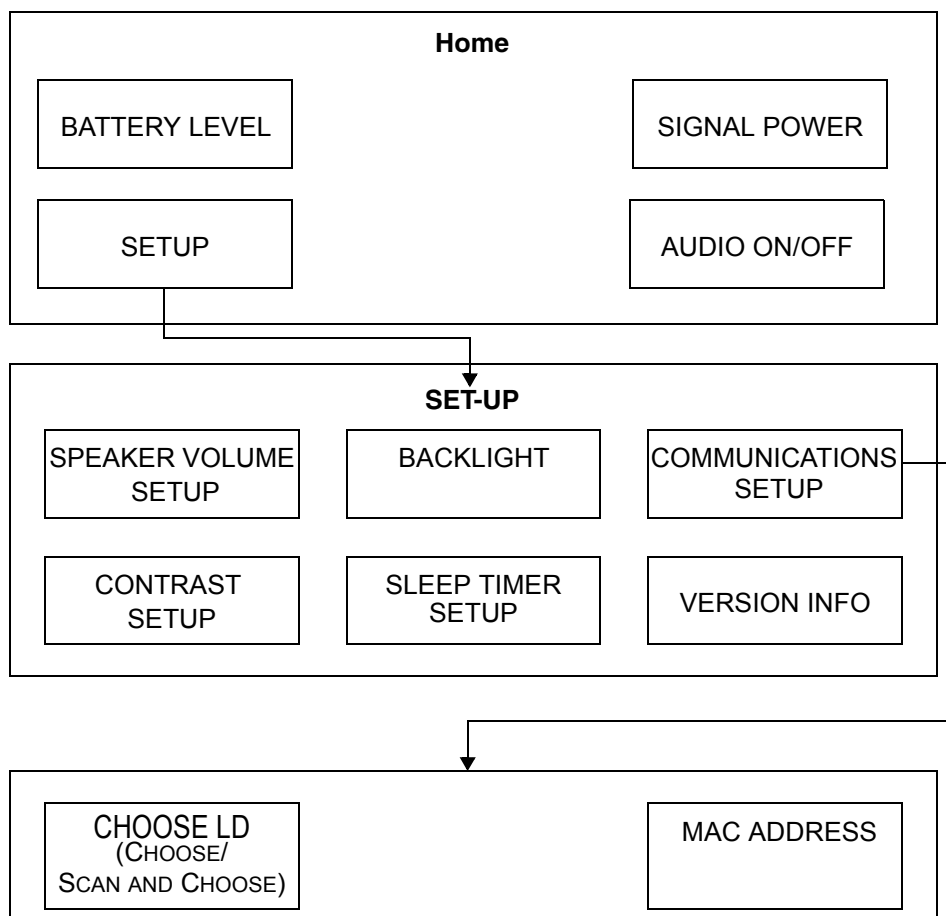 Home
BATTERY LEVEL
SIGNAL POWER
SETUP
AUDIO ON/OFF
SET-UP
SPEAKER VOLUME
SETUP
BACKLIGHT
COMMUNICATIONS
SETUP
CONTRAST
SETUP
SLEEP TIMER
SETUP
VERSION INFO
CHOOSE LD
(CHOOSE/
SCAN AND CHOOSE)
MAC ADDRESS